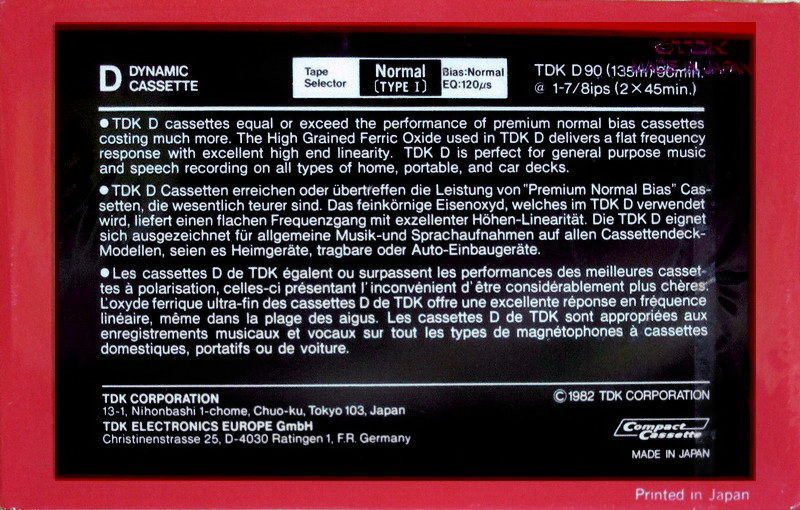 TDK
MADE IN JAPAN
D DYNAMIC
CASSETTE
Tape
Selector
Normal
(TYPE I)
Bias:Normal
EQ:120µs
TDK D90 (135m) 90min.
@ 1-7/8ips (2×45min.)
●TDK D cassettes equal or exceed the performance of premium normal bias cassettes
costing much more. The High Grained Ferric Oxide used in TDK D delivers a flat frequency
response with excellent high end linearity. TDK D is perfect for general purpose music
and speech recording on all types of home, portable, and car decks.
●TDK D Cassetten erreichen oder übertreffen die Leistung von "Premium Normal Bias" Cas-
setten, die wesentlich teurer sind. Das feinkörnige Eisenoxyd, welches im TDK D verwendet
wird, liefert einen flachen Frequenzgang mit exzellenter Höhen-Linearität. Die TDK D eignet
sich ausgezeichnet für allgemeine Musik-und Sprachaufnahmen auf allen Cassettendeck-
Modellen, seien es Heimgeräte, tragbare oder Auto-Einbaugeräte.
●Les cassettes D de TDK égalent ou surpassent les performances des meilleures casset-
tes à polarisation, celles-ci présentant l'inconvénient d'être considérablement plus chères.
L'oxyde ferrique ultra-fin des cassettes D de TDK offre une excellente réponse en fréquence
linéaire, même dans la plage des aigus. Les cassettes D de TDK sont appropriées aux
enregistrements musicaux et vocaux sur tout les types de magnétophones à cassettes
domestiques, portatifs ou de voiture.
TDK CORPORATION
13-1, Nihonbashi 1-chome, Chuo-ku, Tokyo 103, Japan
TDK ELECTRONICS EUROPE GmbH
Christinenstrasse 25, D-4030 Ratingen 1, F.R. Germany
©1982 TDK CORPORATION
Compact
Cassette
MADE IN JAPAN
Printed in Japan